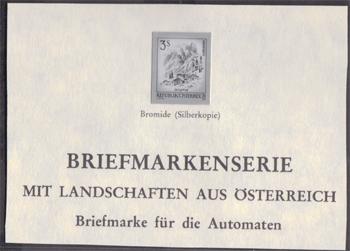 3S
REPUBLIK ÖSTERREICH
Bromide (Silberkopie)
BRIEFMARKENSERIE
MIT LANDSCHAFTEN AUS ÖSTERREICH
Briefmarke für die Automaten